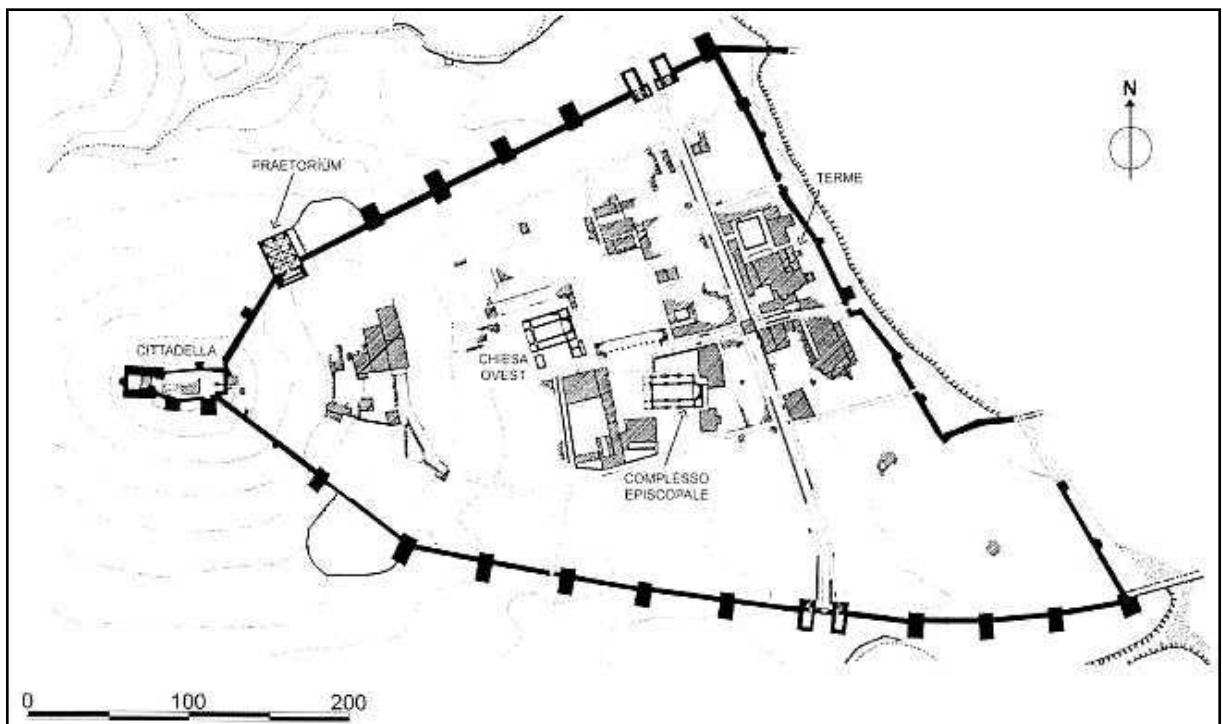 N
PRAETORIUM
TERME
CITTADELLA
CHIESA
OVEST
COMPLESSO
EPISCOPALE
0 100 200